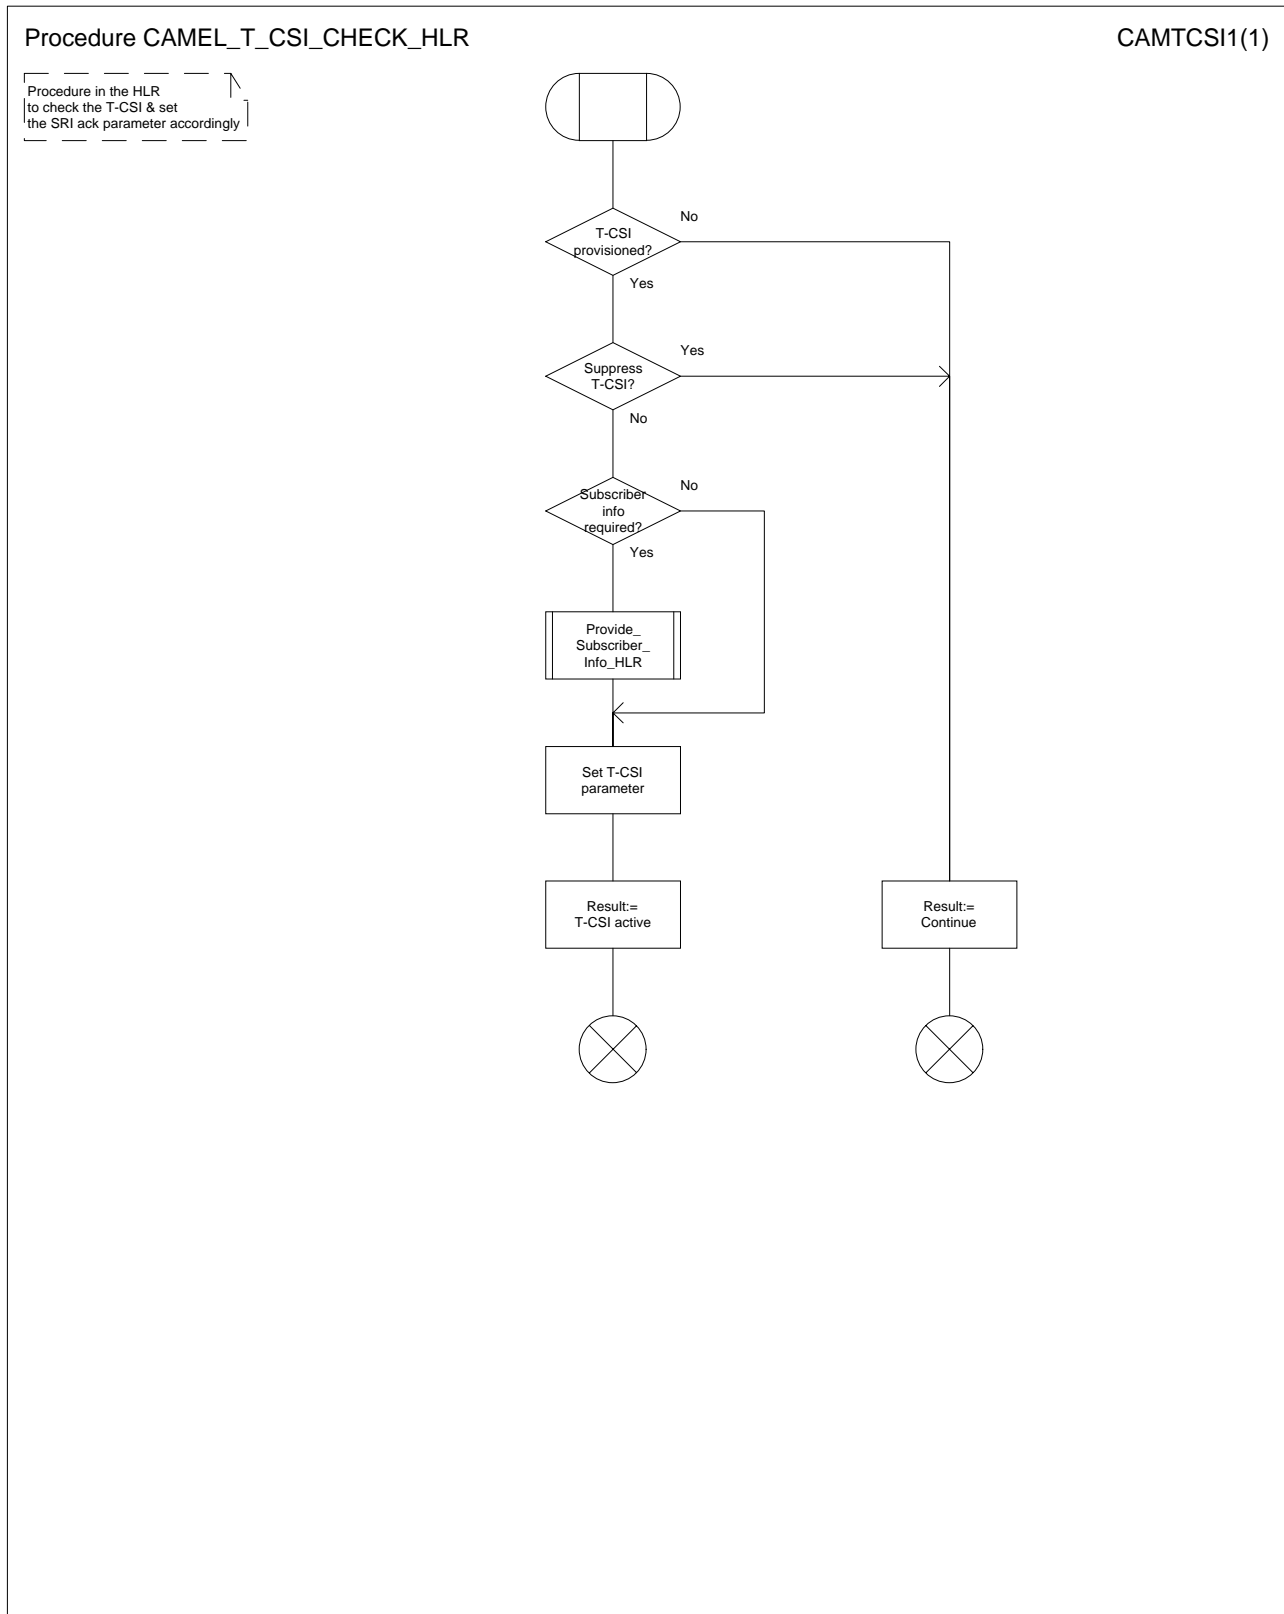 Procedure CAMEL_T_CSI_CHECK_HLR
CAMTCSI1(1)
Procedure in the HLR
to check the T-CSI & set
the SRI ack parameter accordingly
T-CSI
provisioned?
No
Yes
Suppress
T-CSI?
Yes
No
Subscriber
info
required?
No
Yes
Provide_
Subscriber_
Info_HLR
Set T-CSI
parameter
Result:=
T-CSI active
Result:=
Continue